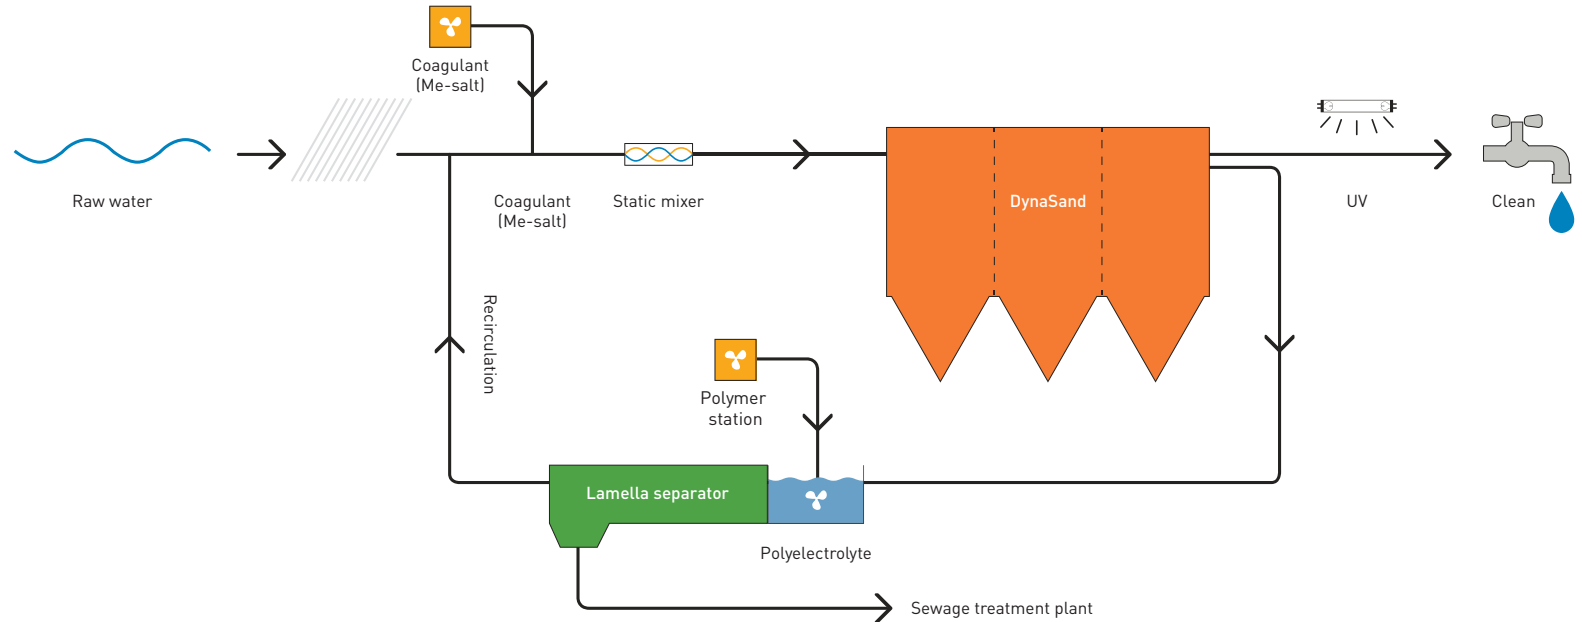 Coagulant
(Me-salt)
Raw water
Coagulant
(Me-salt)
Static mixer
DynaSand
UV
Clean
Recirculation
Polymer
station
Lamella separator
Polyelectrolyte
Sewage treatment plant